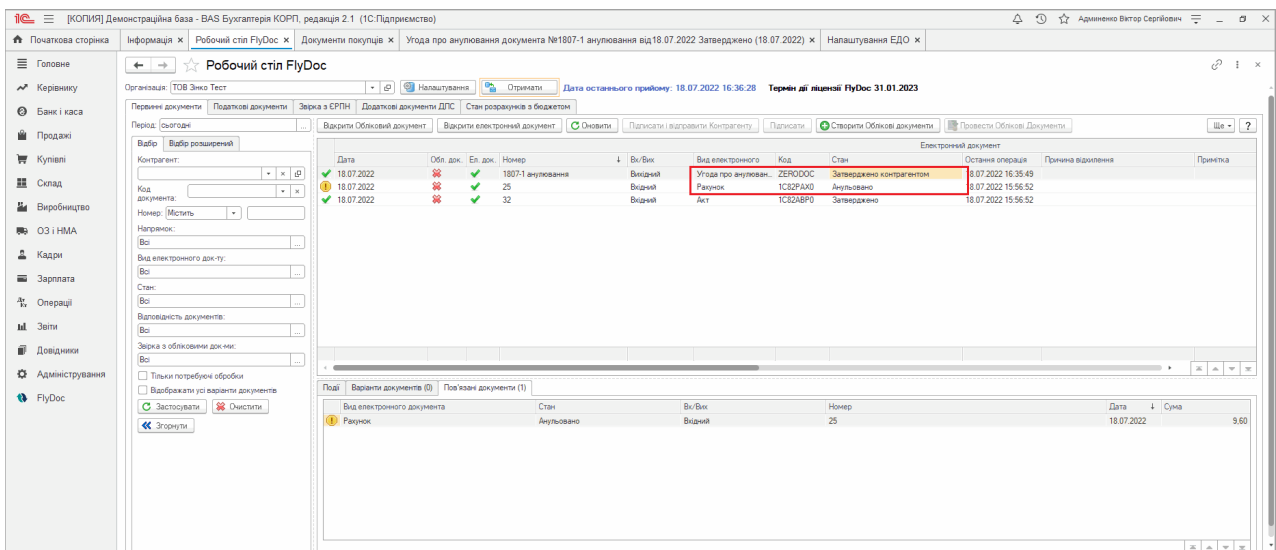 [КОПИЯ] Демонстраційна база - BAS Бухгалтерія КОРП, редакція 2.1 (1С:Підприємство) Админенко Віктор Сергійович
Початкова сторінка Інформація × Робочий стіл FlyDoc × Документи покупців × Угода про анулювання документа №1807-1 анулювання від18.07.2022 Затверджено (18.07.2022) × Налаштування ЕДО ×
Головне
Керівнику
Банк і каса
Продажі
Купівлі
Склад
Виробництво
ОЗ і НМА
Кадри
Зарплата
Операції
Звіти
Довідники
Адміністрування
FlyDoc
Робочий стіл FlyDoc
Організація: ТОВ Знко Тест Налаштування Отримати Дата останнього прийому: 18.07.2022 16:36:28 Термін дії ліцензії FlyDoc 31.01.2023
Первинні документи Податкові документи Звірка з ЄРПН Додаткові документи ДПС Стан розрахунків з бюджетом
Період: сьогодні ...
Відбір Відбір розширений
Контрагент:
Код документа:
Номер: Містить
Напрямок:
Всі ...
Вид електронного док-ту:
Всі ...
Стан:
Всі ...
Відповідність документів:
Всі ...
Звірка з обліковими док-ми:
Всі ...
Тільки потребуючі обробки
Відображати усі варіанти документів
Застосувати Очистити
Згорнути
Відкрити Обліковий документ Відкрити електронний документ Оновити Підписати і відправити Контрагенту Підписати Створити Облікові документи Провести Облікові Документи Ще ?
Електронний документ
Дата Обл. док. Ел. док. Номер ↓ Вх/Вих Вид електронного Код Стан Остання операція Причина відхилення Примітка
18.07.2022 1807-1 анулювання Вихідний Угода про анулюван... ZERODOC Затверджено контрагентом 18.07.2022 16:35:49
18.07.2022 25 Вхідний Рахунок 1C82PAX0 Анульовано 18.07.2022 15:56:52
18.07.2022 32 Вхідний Акт 1C82ABP0 Затверджено 18.07.2022 15:56:52
Події Варіанти документів (0) Пов'язані документи (1)
Вид електронного документа Стан Вх/Вих Номер Дата ↓ Сума
Рахунок Анульовано Вхідний 25 18.07.2022 9,60